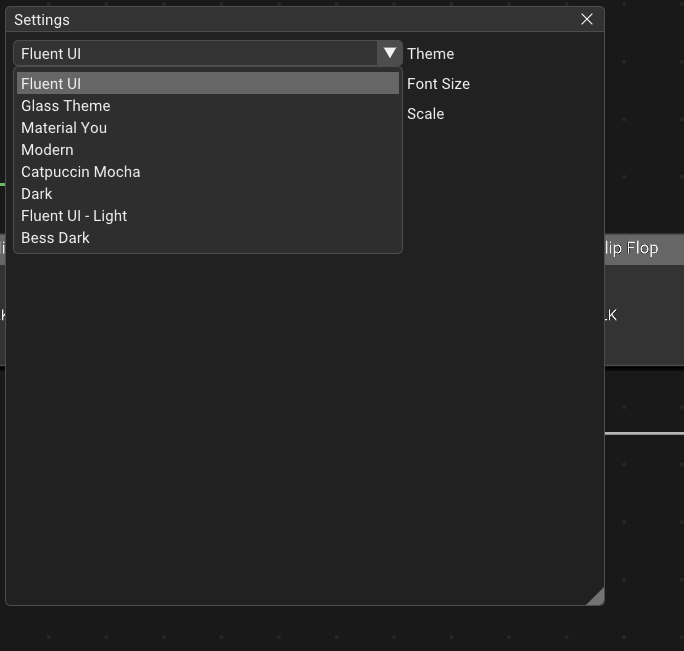 Settings
Fluent UI
Theme
Fluent UI
Font Size
Glass Theme
Scale
Material You
Modern
Catpuccin Mocha
Dark
Fluent UI - Light
Bess Dark
lip Flop